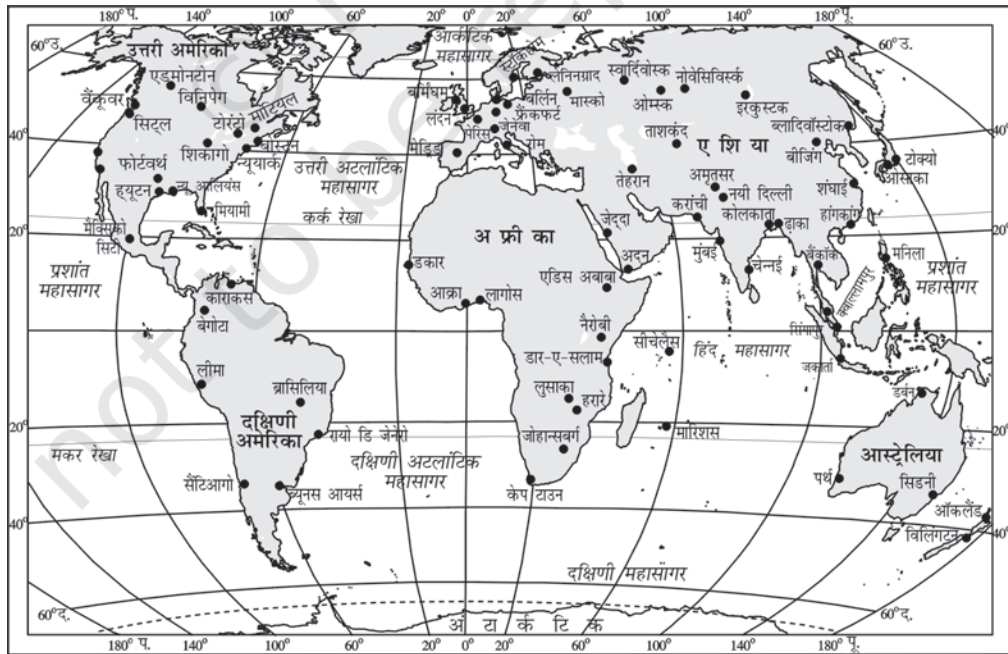 180° प.
140°
100°
60°
20°
0°
20°
60°
100°
140°
180° पू.
60° उ.
60° उ.
उत्तरी अमेरिका
आर्कटिक
महासागर
स्टॉकहोम
लेनिनग्राद
स्वार्दिवोस्क
नोवेसिविर्स्क
एडमोनटोन
बर्मिंघम
बर्लिन
मास्को
ओम्स्क
इरकुस्टक
वैंकूवर
विनिपेग
मांट्रियल
लंदन
फ्रैंकफर्ट
ब्लादिवॉस्टोक
सिट्ल
टोरंटो
पेरिस
जेनेवा
ताशकंद
40°
शिकागो
बोस्टन
मेड्रिड
रोम
ए शि या
बीजिंग
टोक्यो
40°
न्यूयार्क
ओसाका
फोर्टवर्थ
उत्तरी अटलांटिक
महासागर
तेहरान
अमृतसर
नयी दिल्ली
शंघाई
ह्यूटन
न्यू आर्लियंस
करांची
कोलकाता
मियामी
कर्क रेखा
जेद्दा
ढ़ाका
हांगकांग
20°
मैक्सिको
सिटी
अ फ्री का
मुंबई
20°
डकार
अदन
चेन्नई
बैंकॉक
मनिला
प्रशांत
महासागर
एडिस अबाबा
प्रशांत
महासागर
काराकस
आक्रा
लागोस
क्वालालामपुर
बेगोटा
नैरोबी
सिंगापुर
सीचेलैस
हिंद महासागर
डार-ए-सलाम
जकार्ता
लीमा
ब्रासिलिया
लुसाका
हरारे
डर्बन
दक्षिणी
अमेरिका
20°
रायो डि जेनेरो
जोहान्सबर्ग
मॉरिशस
20°
मकर रेखा
दक्षिणी अटलांटिक
महासागर
आस्ट्रेलिया
सैंटिआगो
ब्यूनस आयर्स
केप टाउन
पर्थ
सिडनी
ऑकलैंड
40°
विलिंगटन
40°
दक्षिणी महासागर
60° द.
60° द.
अं टा र्क टि क
180° प.
140°
100°
60°
20°
0°
20°
60°
100°
140°
180° पू.